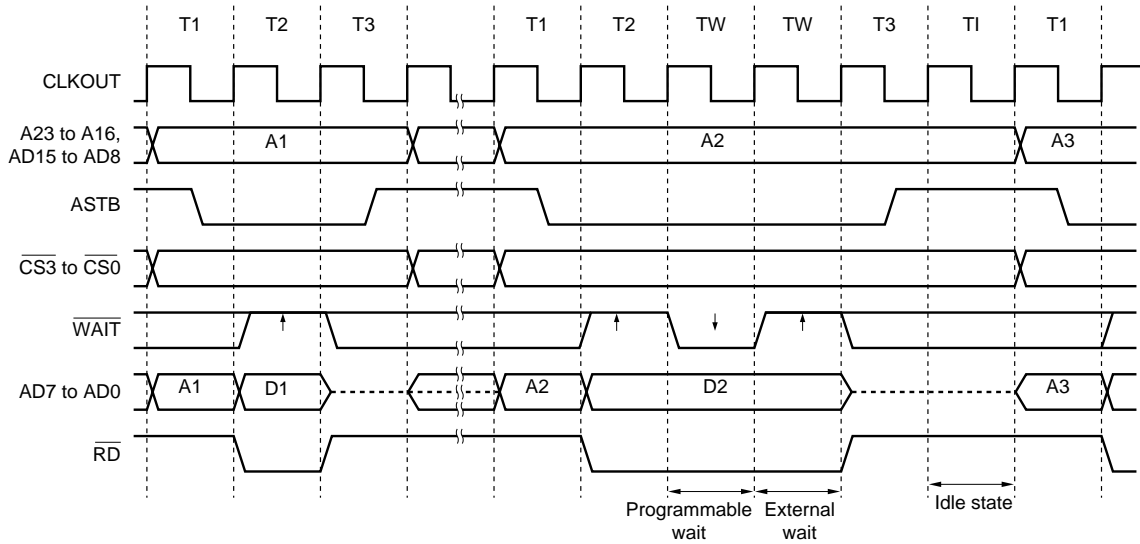 T1 T2 T3 T1 T2 TW TW T3 TI T1
CLKOUT
A23 to A16,
AD15 to AD8
A1 A2 A3
ASTB
CS3 to CS0
WAIT
AD7 to AD0
A1 D1 A2 D2 A3
RD
Programmable
wait
External
wait
Idle state